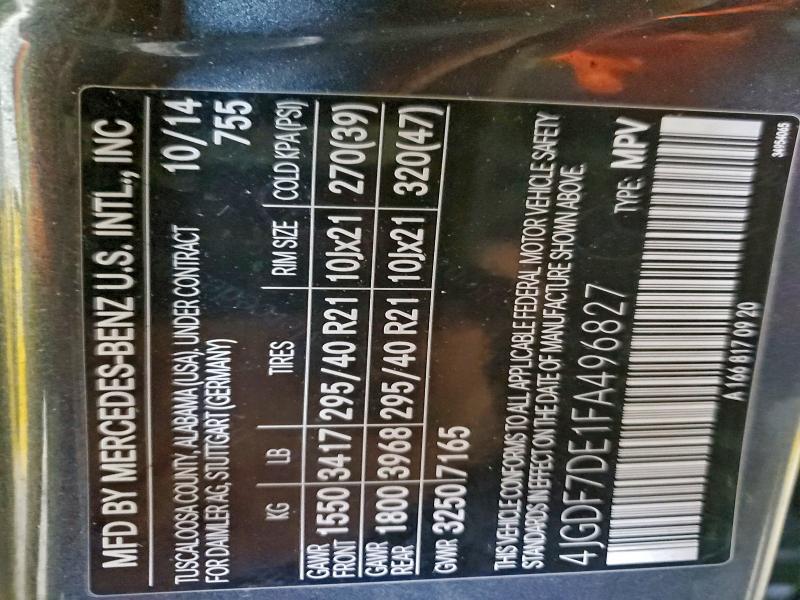 MFD BY MERCEDES-BENZ U.S. INTL., INC
TUSCALOOSA COUNTY, ALABAMA (USA), UNDER CONTRACT 10/14
FOR DAIMLER AG, STUTTGART (GERMANY) 755
KG LB TIRES RIM SIZE COLD KPA (PSI)
GAWR FRONT 1550 3417 295/40 R21 10Jx21 270(39)
GAWR REAR 1800 3968 295/40 R21 10Jx21 320(47)
GVWR 3250/7165
THIS VEHICLE CONFORMS TO ALL APPLICABLE FEDERAL MOTOR VEHICLE SAFETY
STANDARDS IN EFFECT ON THE DATE OF MANUFACTURE SHOWN ABOVE.
4JGDF7DE1FA496827 TYPE: MPV
A 166 817 09 20
34954065